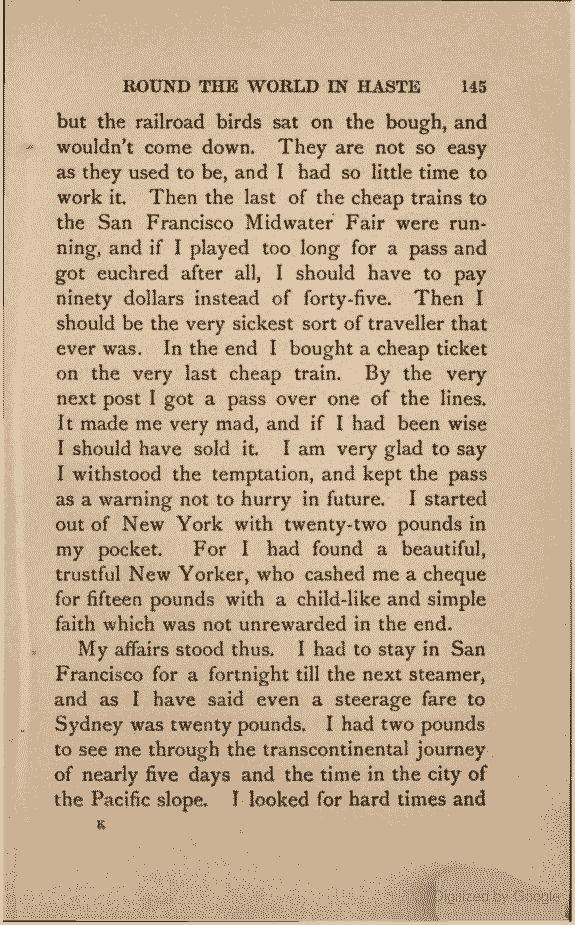 ROUND THE WORLD IN HASTE 145
but the railroad birds sat on the bough, and
wouldn't come down. They are not so easy
as they used to be, and I had so little time to
work it. Then the last of the cheap trains to
the San Francisco Midwater Fair were run-
ning, and if I played too long for a pass and
got euchred after all, I should have to pay
ninety dollars instead of forty-five. Then I
should be the very sickest sort of traveller that
ever was. In the end I bought a cheap ticket
on the very last cheap train. By the very
next post I got a pass over one of the lines.
It made me very mad, and if I had been wise
I should have sold it. I am very glad to say
I withstood the temptation, and kept the pass
as a warning not to hurry in future. I started
out of New York with twenty-two pounds in
my pocket. For I had found a beautiful,
trustful New Yorker, who cashed me a cheque
for fifteen pounds with a child-like and simple
faith which was not unrewarded in the end.
My affairs stood thus. I had to stay in San
Francisco for a fortnight till the next steamer,
and as I have said even a steerage fare to
Sydney was twenty pounds. I had two pounds
to see me through the transcontinental journey
of nearly five days and the time in the city of
the Pacific slope. I looked for hard times and
K
Digitized by Google